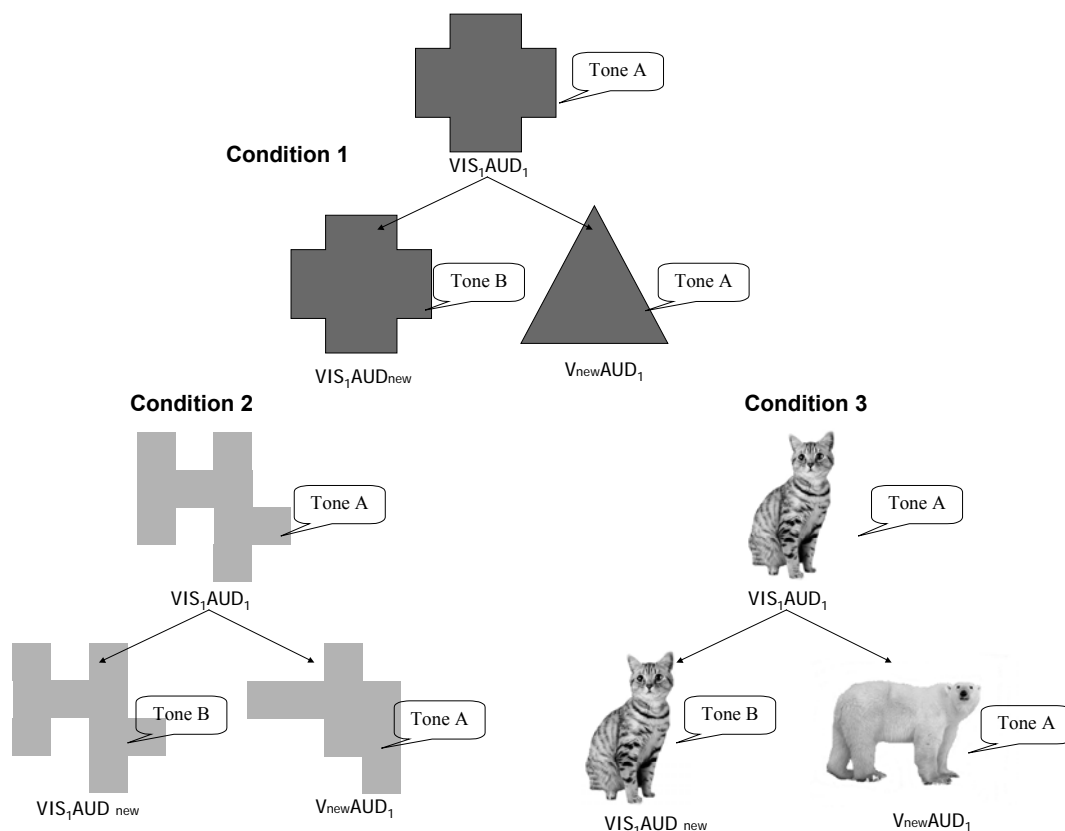 Tone A
Condition 1
VIS₁AUD₁
Tone B
Tone A
VIS₁AUDnew
VnewAUD₁
Condition 2
Condition 3
Tone A
Tone A
VIS₁AUD₁
VIS₁AUD₁
Tone B
Tone A
Tone B
Tone A
VIS₁AUD new
VnewAUD₁
VIS₁AUD new
VnewAUD₁